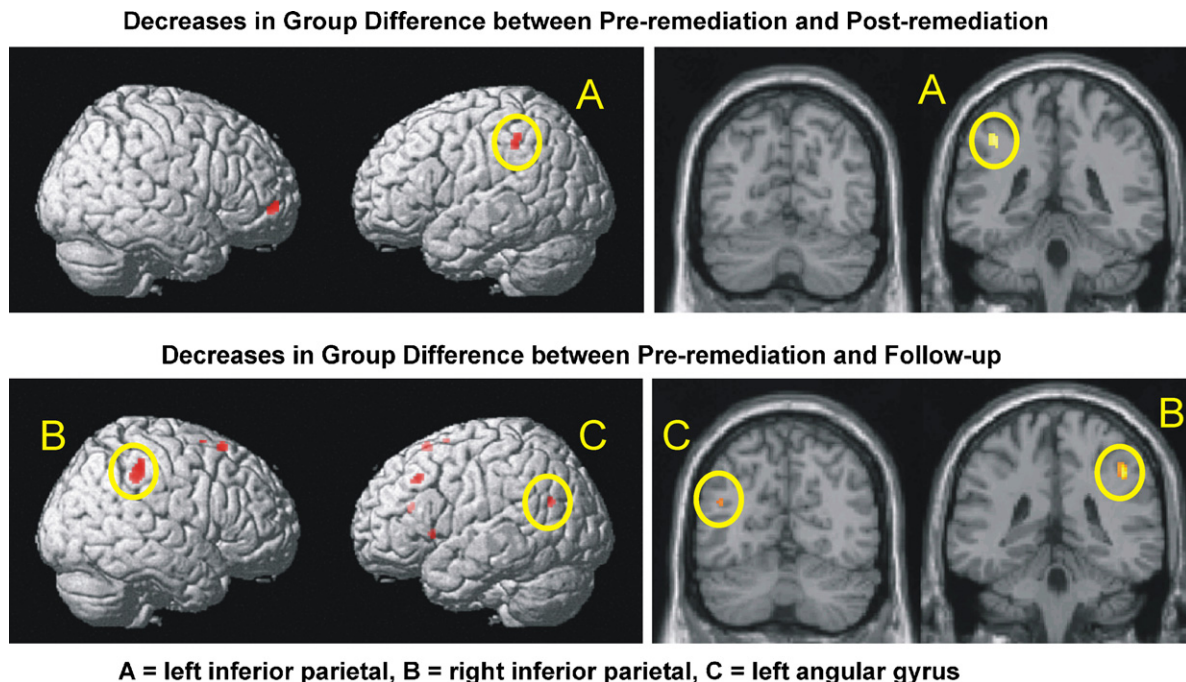 Decreases in Group Difference between Pre-remediation and Post-remediation
A
A
Decreases in Group Difference between Pre-remediation and Follow-up
B
C
C
B
A = left inferior parietal, B = right inferior parietal, C = left angular gyrus